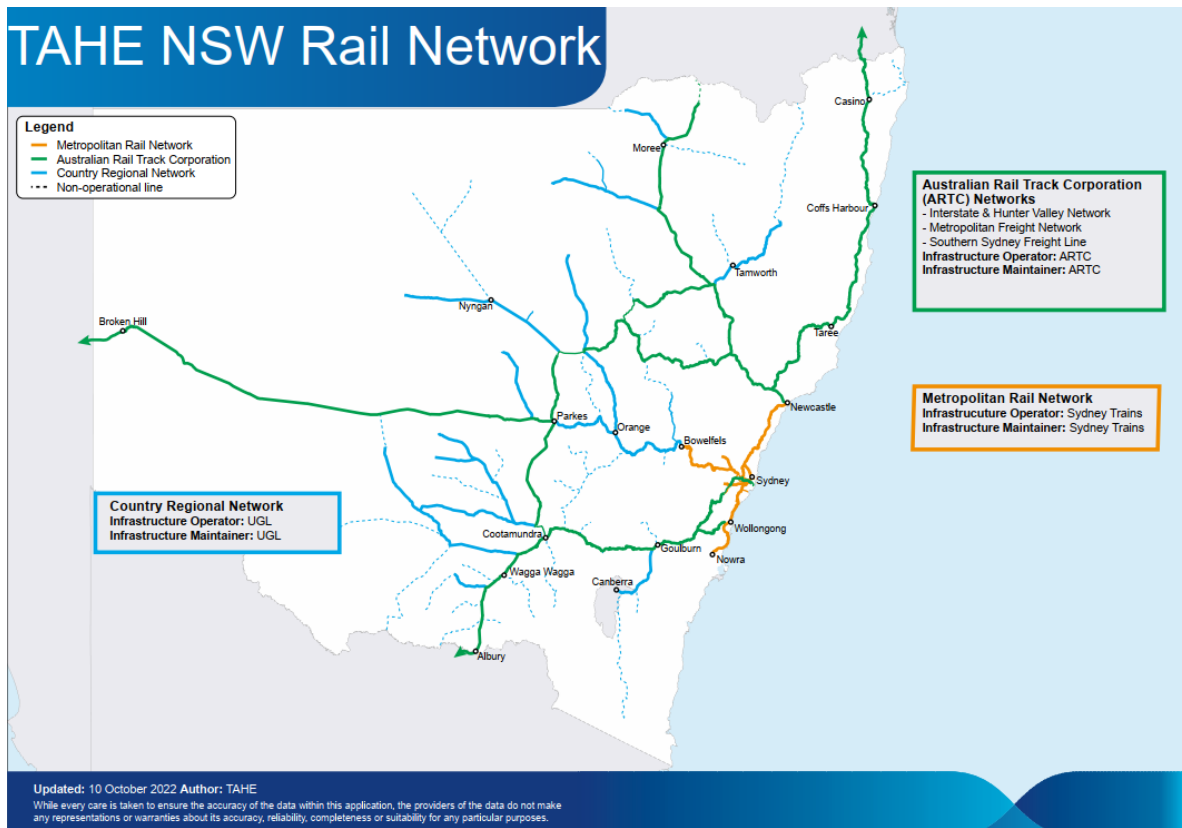 TAHE NSW Rail Network
Legend
Metropolitan Rail Network
Australian Rail Track Corporation
Country Regional Network
Non-operational line
Casino
Moree
Coffs Harbour
Tamworth
Nyngan
Broken Hill
Taree
Newcastle
Parkes
Orange
Bowelfels
Sydney
Wollongong
Cootamundra
Goulburn
Nowra
Wagga Wagga
Canberra
Albury
Australian Rail Track Corporation
(ARTC) Networks
- Interstate & Hunter Valley Network
- Metropolitan Freight Network
- Southern Sydney Freight Line
Infrastructure Operator: ARTC
Infrastructure Maintainer: ARTC
Metropolitan Rail Network
Infrastrucuture Operator: Sydney Trains
Infrastructure Maintainer: Sydney Trains
Country Regional Network
Infrastructure Operator: UGL
Infrastructure Maintainer: UGL
Updated: 10 October 2022 Author: TAHE
While every care is taken to ensure the accuracy of the data within this application, the providers of the data do not make
any representations or warranties about its accuracy, reliability, completeness or suitability for any particular purposes.